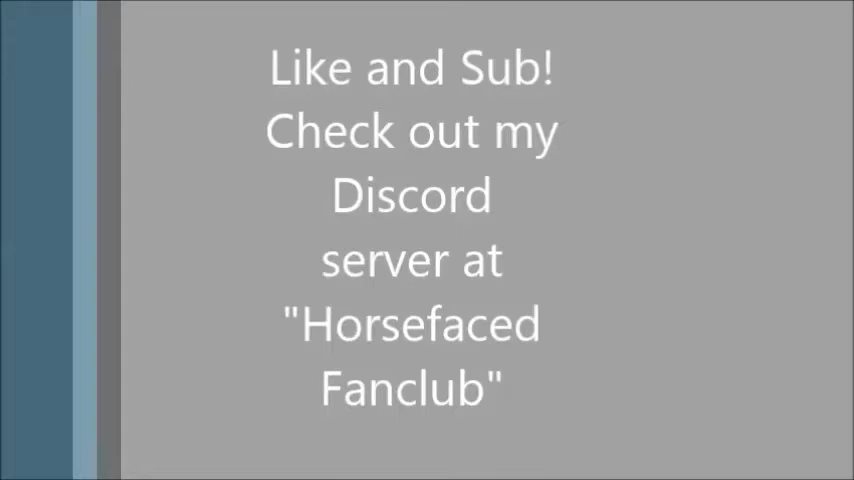 Like and Sub!
Check out my
Discord
server at
"Horsefaced
Fanclub"